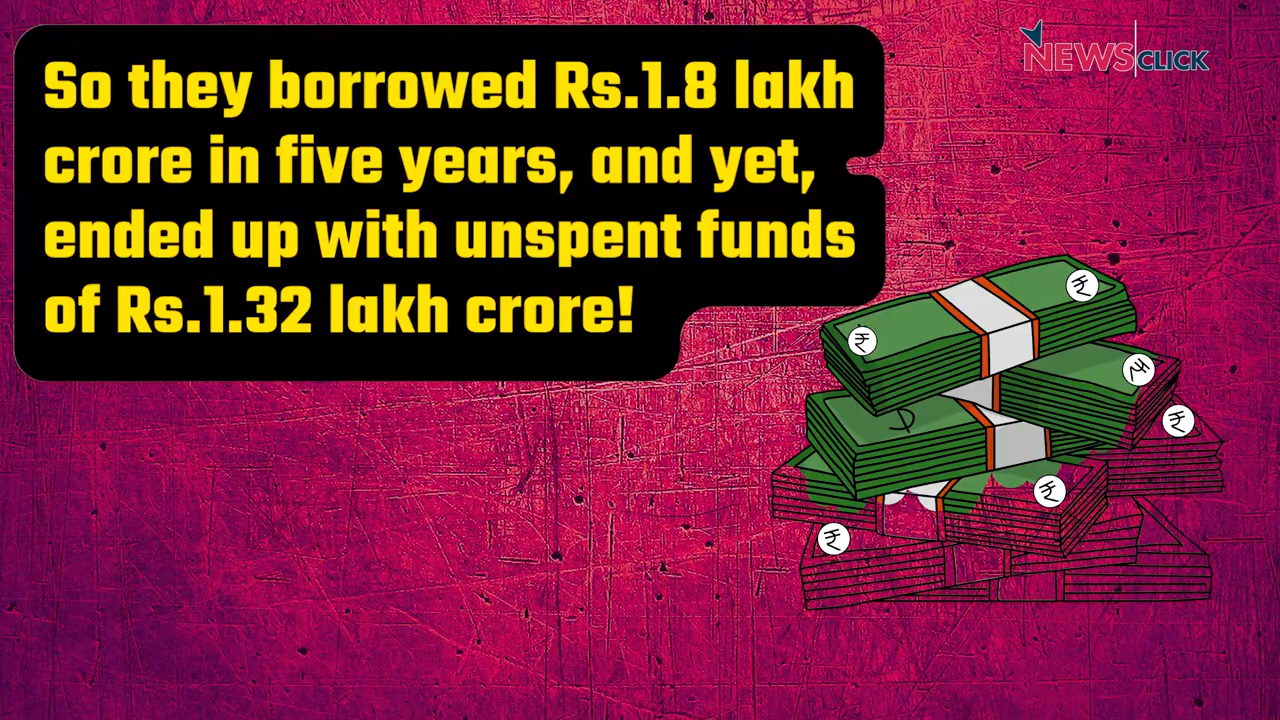 So they borrowed Rs.1.8 lakh
crore in five years, and yet,
ended up with unspent funds
of Rs.1.32 lakh crore!
NEWSCLICK
₹
₹
₹
₹
₹
₹